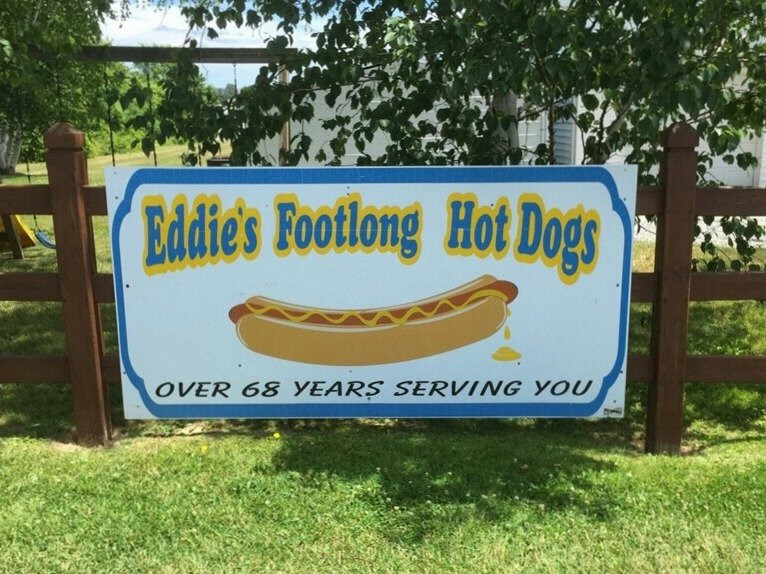 Eddie's Footlong Hot Dogs
OVER 68 YEARS SERVING YOU